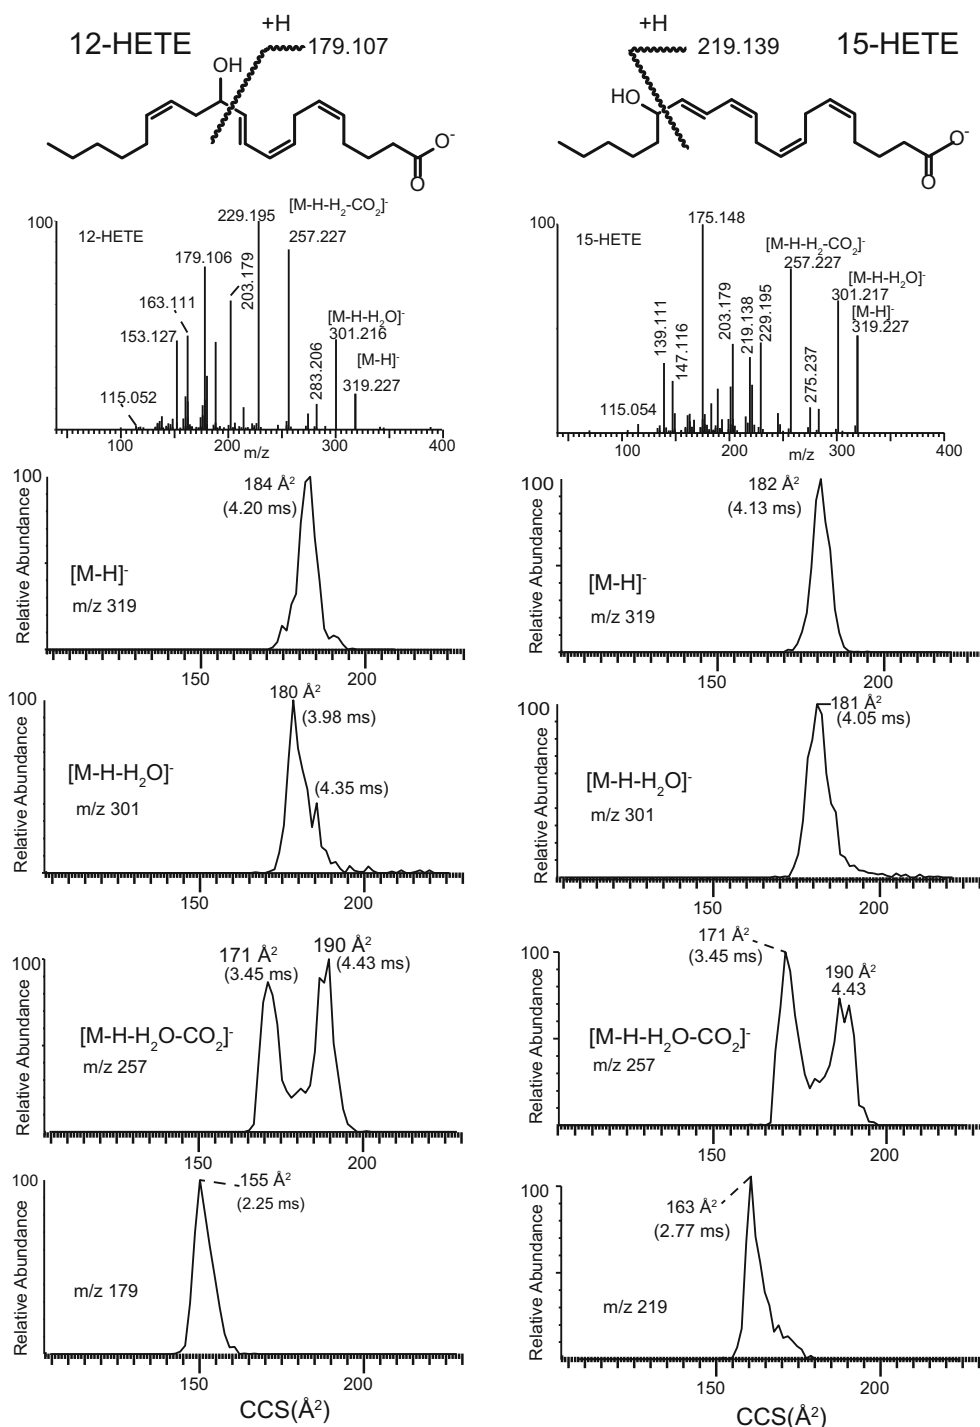 12-HETE
+H
179.107
OH
O-
O
15-HETE
+H
219.139
HO
O-
O
100
12-HETE
229.195
[M-H-H2-CO2]-
257.227
179.106
203.179
163.111
153.127
[M-H-H2O]-
301.216
[M-H]-
283.206
319.227
115.052
100 200 300 400
m/z
100
15-HETE
175.148
[M-H-H2-CO2]-
257.227
[M-H-H2O]-
301.217
[M-H]-
319.227
139.111
147.116
203.179
219.138
229.195
275.237
115.054
100 200 300 400
m/z
100
Relative Abundance
184 Å2
(4.20 ms)
[M-H]-
m/z 319
150 200
100
Relative Abundance
182 Å2
(4.13 ms)
[M-H]-
m/z 319
150 200
100
Relative Abundance
180 Å2
(3.98 ms)
(4.35 ms)
[M-H-H2O]-
m/z 301
150 200
100
Relative Abundance
181 Å2
(4.05 ms)
[M-H-H2O]-
m/z 301
150 200
100
Relative Abundance
171 Å2
(3.45 ms)
190 Å2
(4.43 ms)
[M-H-H2O-CO2]-
m/z 257
150 200
100
Relative Abundance
171 Å2
(3.45 ms)
190 Å2
4.43
[M-H-H2O-CO2]-
m/z 257
150 200
100
Relative Abundance
155 Å2
(2.25 ms)
m/z 179
150 200
CCS(Å2)
100
Relative Abundance
163 Å2
(2.77 ms)
m/z 219
150 200
CCS(Å2)